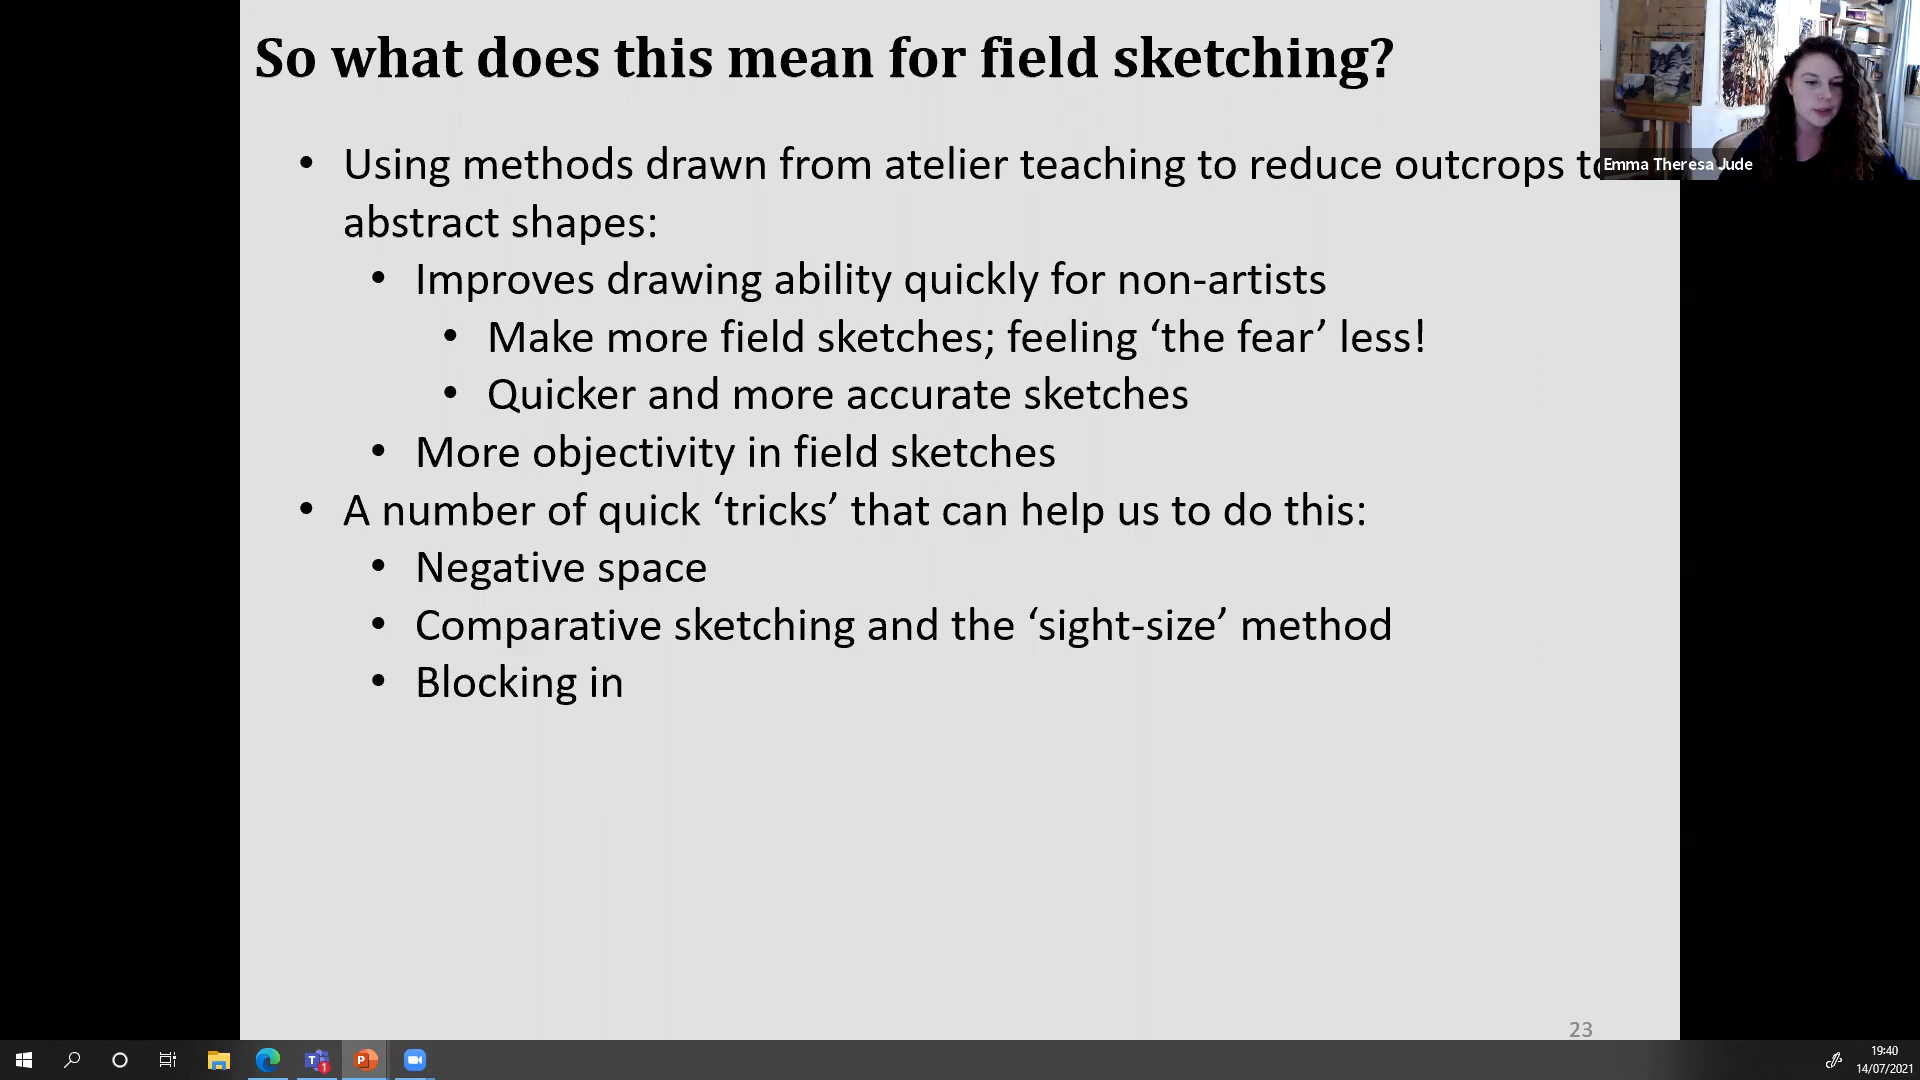 So what does this mean for field sketching?
• Using methods drawn from atelier teaching to reduce outcrops to
abstract shapes:
• Improves drawing ability quickly for non-artists
• Make more field sketches; feeling ‘the fear’ less!
• Quicker and more accurate sketches
• More objectivity in field sketches
• A number of quick ‘tricks’ that can help us to do this:
• Negative space
• Comparative sketching and the ‘sight-size’ method
• Blocking in
23
Emma Theresa Jude
19:40
14/07/2021